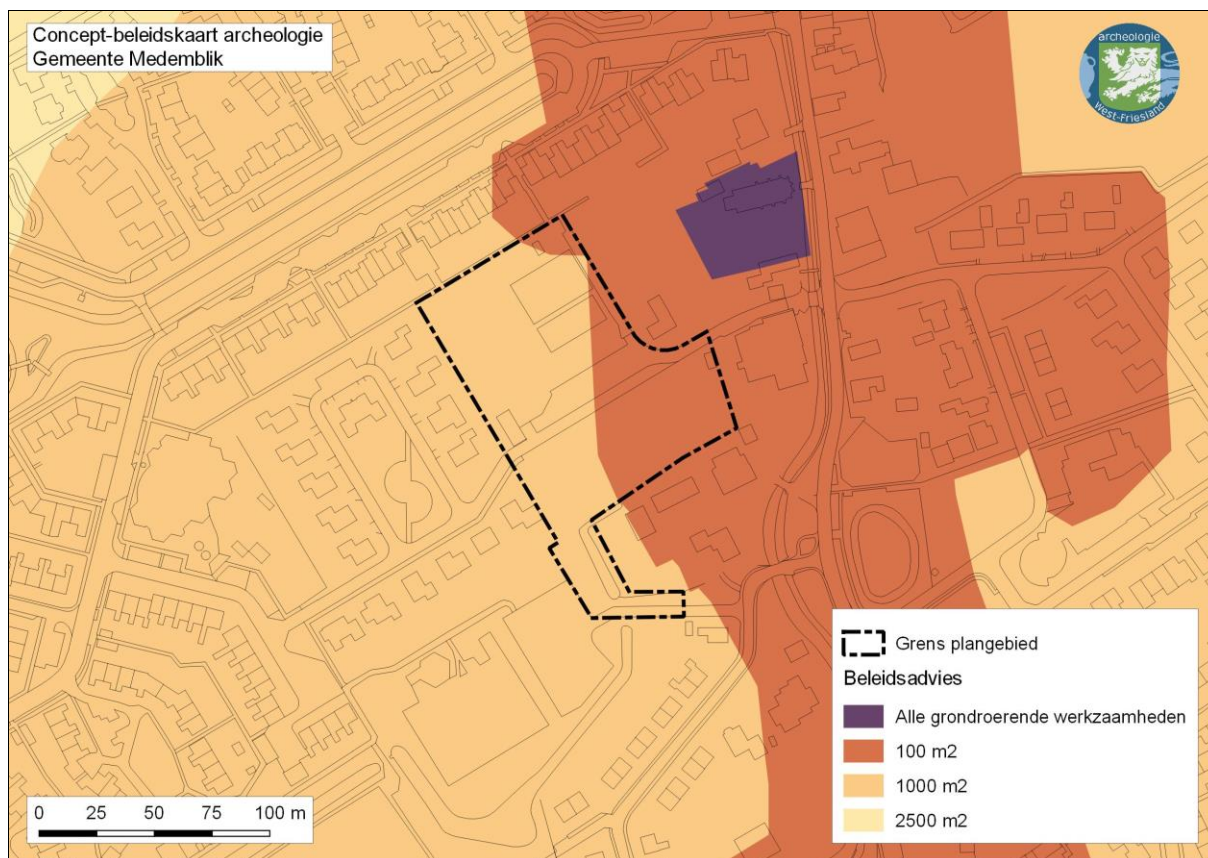 Concept-beleidskaart archeologie
Gemeente Medemblik
archeologie
West-Friesland
Grens plangebied
Beleidsadvies
Alle grondroerende werkzaamheden
100 m2
1000 m2
2500 m2
0 25 50 75 100 m